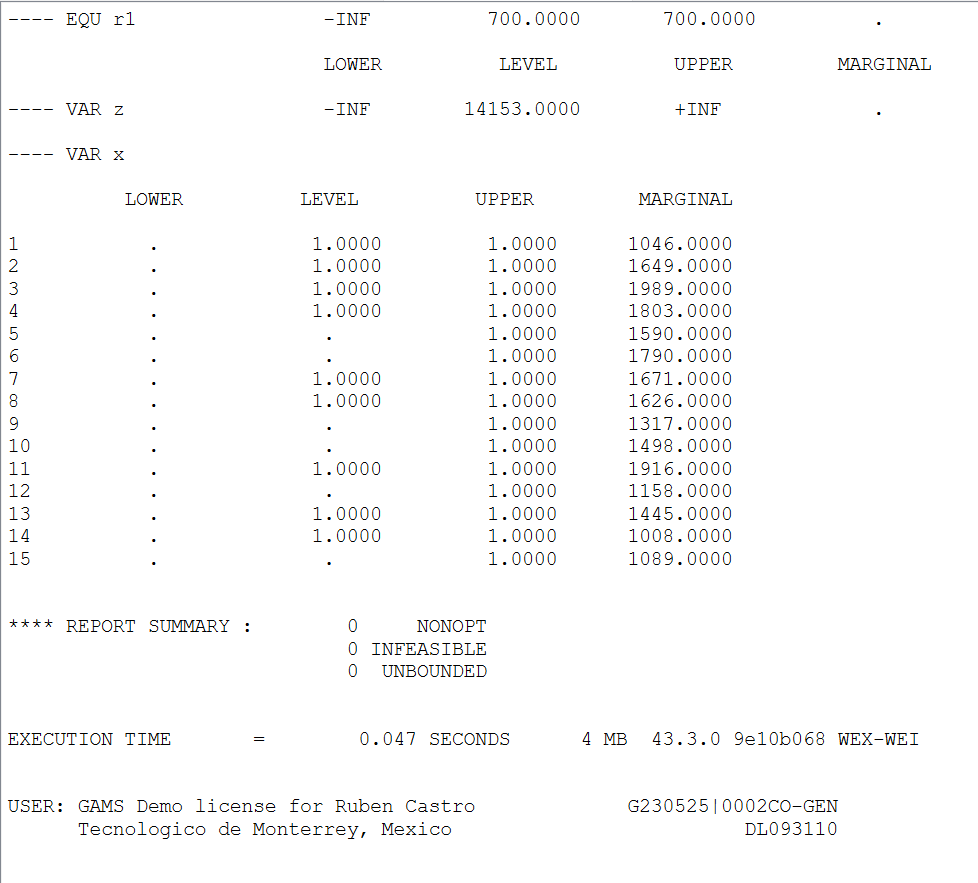 ---- EQU r1                -INF          700.0000       700.0000          .
                           LOWER          LEVEL          UPPER         MARGINAL
---- VAR z                 -INF        14153.0000        +INF             .
---- VAR x
          LOWER          LEVEL          UPPER         MARGINAL
1           .             1.0000         1.0000      1046.0000
2           .             1.0000         1.0000      1649.0000
3           .             1.0000         1.0000      1989.0000
4           .             1.0000         1.0000      1803.0000
5           .              .             1.0000      1590.0000
6           .              .             1.0000      1790.0000
7           .             1.0000         1.0000      1671.0000
8           .             1.0000         1.0000      1626.0000
9           .              .             1.0000      1317.0000
10          .              .             1.0000      1498.0000
11          .             1.0000         1.0000      1916.0000
12          .              .             1.0000      1158.0000
13          .             1.0000         1.0000      1445.0000
14          .             1.0000         1.0000      1008.0000
15          .              .             1.0000      1089.0000
**** REPORT SUMMARY :        0     NONOPT
                             0 INFEASIBLE
                             0  UNBOUNDED
EXECUTION TIME       =        0.047 SECONDS      4 MB  43.3.0 9e10b068 WEX-WEI
USER: GAMS Demo license for Ruben Castro             G230525|0002CO-GEN
      Tecnologico de Monterrey, Mexico                         DL093110